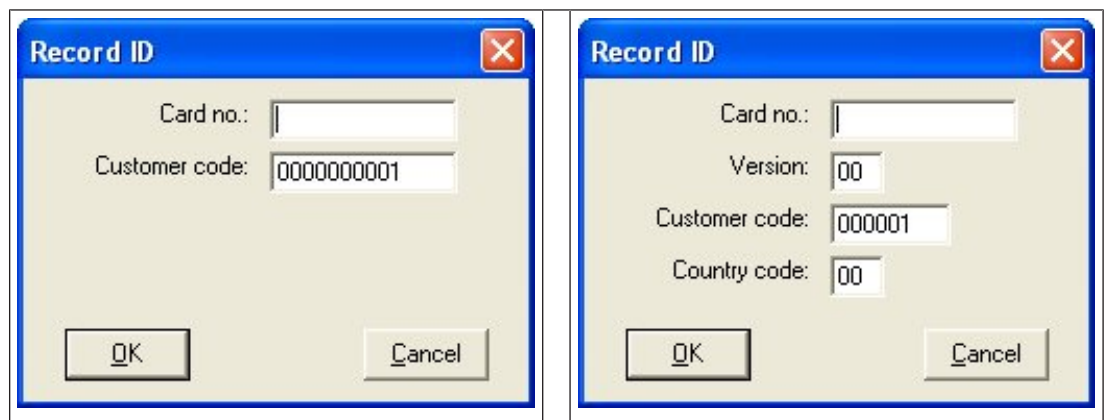 Record ID
Card no.:
Customer code: 0000000001
OK Cancel
Record ID
Card no.:
Version: 00
Customer code: 000001
Country code: 00
OK Cancel